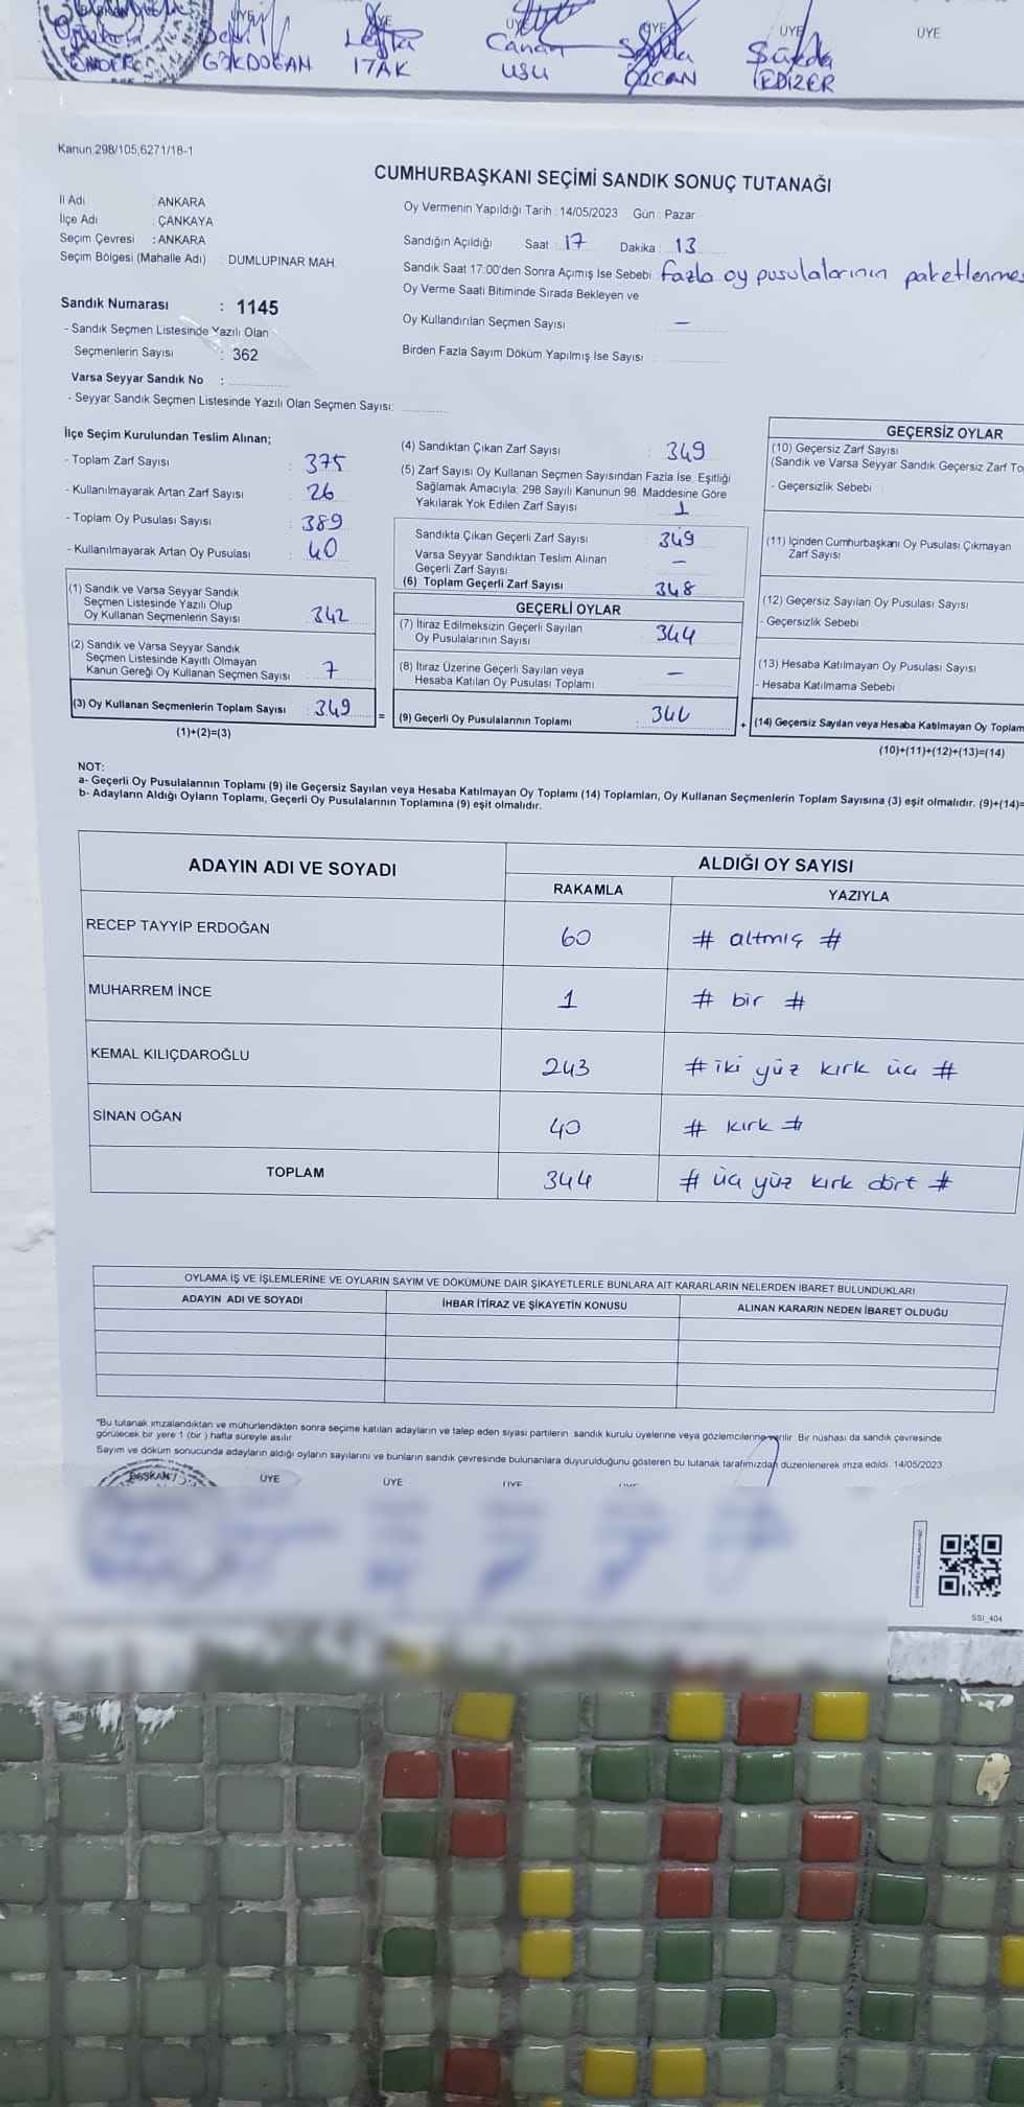 ÜYE
ÜYE
ÜYE
ÜYE
ÜYE
GÖKDOĞAN
Canan
USU
ÖZCAN
EDİZER
Kanun 298/105,6271/18-1
CUMHURBAŞKANI SEÇİMİ SANDIK SONUÇ TUTANAĞI
İl Adı : ANKARA
İlçe Adı : ÇANKAYA
Seçim Çevresi : ANKARA
Seçim Bölgesi (Mahalle Adı) : DUMLUPINAR MAH.
Sandık Numarası : 1145
- Sandık Seçmen Listesinde Yazılı Olan
Seçmenlerin Sayısı : 362
Varsa Seyyar Sandık No :
- Seyyar Sandık Seçmen Listesinde Yazılı Olan Seçmen Sayısı:
Oy Vermenin Yapıldığı Tarih : 14/05/2023 Gün : Pazar
Sandığın Açıldığı Saat : 17 Dakika : 13
Sandık Saat 17:00'den Sonra Açımış İse Sebebi : fazla oy pusulalarının paketlenmes
Oy Verme Saati Bitiminde Sırada Bekleyen ve
Oy Kullandırılan Seçmen Sayısı : —
Birden Fazla Sayım Döküm Yapılmış İse Sayısı :
İlçe Seçim Kurulundan Teslim Alınan;
- Toplam Zarf Sayısı : 375
- Kullanılmayarak Artan Zarf Sayısı : 26
- Toplam Oy Pusulası Sayısı : 389
- Kullanılmayarak Artan Oy Pusulası : 40
(1) Sandık ve Varsa Seyyar Sandık
Seçmen Listesinde Yazılı Olup
Oy Kullanan Seçmenlerin Sayısı : 342
(2) Sandık ve Varsa Seyyar Sandık
Seçmen Listesinde Kayıtlı Olmayan
Kanun Gereği Oy Kullanan Seçmen Sayısı : 7
(3) Oy Kullanan Seçmenlerin Toplam Sayısı : 349
(1)+(2)=(3)
=
(4) Sandıktan Çıkan Zarf Sayısı : 349
(5) Zarf Sayısı Oy Kullanan Seçmen Sayısından Fazla İse, Eşitliği
Sağlamak Amacıyla, 298 Sayılı Kanunun 98. Maddesine Göre
Yakılarak Yok Edilen Zarf Sayısı : 1
Sandıkta Çıkan Geçerli Zarf Sayısı : 349
Varsa Seyyar Sandıktan Teslim Alınan
Geçerli Zarf Sayısı : —
(6) Toplam Geçerli Zarf Sayısı : 348
GEÇERLİ OYLAR
(7) İtiraz Edilmeksizin Geçerli Sayılan
Oy Pusulalarının Sayısı : 344
(8) İtiraz Üzerine Geçerli Sayılan veya
Hesaba Katılan Oy Pusulası Toplamı : —
(9) Geçerli Oy Pusulalarının Toplamı : 344
+
GEÇERSİZ OYLAR
(10) Geçersiz Zarf Sayısı
(Sandık ve Varsa Seyyar Sandık Geçersiz Zarf To
- Geçersizlik Sebebi
(11) İçinden Cumhurbaşkanı Oy Pusulası Çıkmayan
Zarf Sayısı
(12) Geçersiz Sayılan Oy Pusulası Sayısı
- Geçersizlik Sebebi
(13) Hesaba Katılmayan Oy Pusulası Sayısı
- Hesaba Katılmama Sebebi
(14) Geçersiz Sayılan veya Hesaba Katılmayan Oy Toplam
(10)+(11)+(12)+(13)=(14)
NOT:
a- Geçerli Oy Pusulalarının Toplamı (9) ile Geçersiz Sayılan veya Hesaba Katılmayan Oy Toplamı (14) Toplamları, Oy Kullanan Seçmenlerin Toplam Sayısına (3) eşit olmalıdır. (9)+(14)=
b- Adayların Aldığı Oyların Toplamı, Geçerli Oy Pusulalarının Toplamına (9) eşit olmalıdır.
ADAYIN ADI VE SOYADI ALDIĞI OY SAYISI
RAKAMLA YAZIYLA
RECEP TAYYİP ERDOĞAN 60 # altmış #
MUHARREM İNCE 1 # bir #
KEMAL KILIÇDAROĞLU 243 # iki yüz kırk üç #
SİNAN OĞAN 40 # kırk #
TOPLAM 344 # üç yüz kırk dört #
OYLAMA İŞ VE İŞLEMLERİNE VE OYLARIN SAYIM VE DÖKÜMÜNE DAİR ŞİKAYETLERLE BUNLARA AİT KARARLARIN NELERDEN İBARET BULUNDUKLARI
ADAYIN ADI VE SOYADI İHBAR İTİRAZ VE ŞİKAYETİN KONUSU ALINAN KARARIN NEDEN İBARET OLDUĞU
"Bu tutanak imzalandıktan ve mühürlendikten sonra seçime katılan adayların ve talep eden siyasi partilerin sandık kurulu üyelerine veya gözlemcilerine verilir. Bir nüshası da sandık çevresinde
görülecek bir yere 1 (bir ) hafta süreyle asılır.
Sayım ve döküm sonucunda adayların aldığı oyların sayılarını ve bunların sandık çevresinde bulunanlara duyurulduğunu gösteren bu tutanak tarafımızdan düzenlenerek imza edildi. 14/05/2023
BAŞKAN ÜYE ÜYE ÜYE
SSI_404